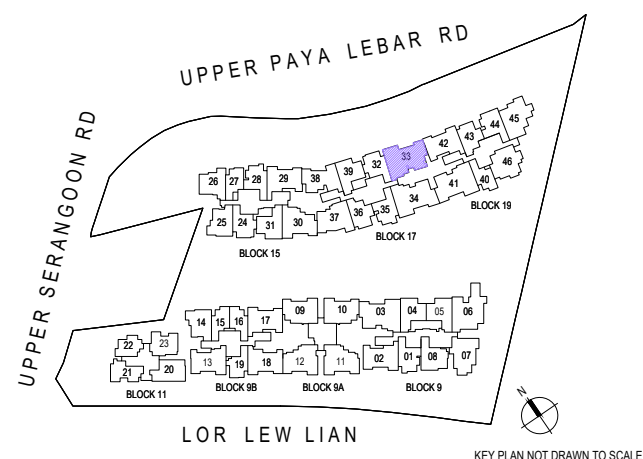 UPPER PAYA LEBAR RD
UPPER SERANGOON RD
26 27 28 29 38 39 32 33 42 43 44 45
25 24 31 30 37 36 35 34 41 40 46
BLOCK 15
BLOCK 17
BLOCK 19
14 15 16 17 09 10 03 04 05 06
22 23
21 20
13 19 18 12 11 02 01 08 07
BLOCK 11
BLOCK 9B
BLOCK 9A
BLOCK 9
LOR LEW LIAN
N
KEY PLAN NOT DRAWN TO SCALE